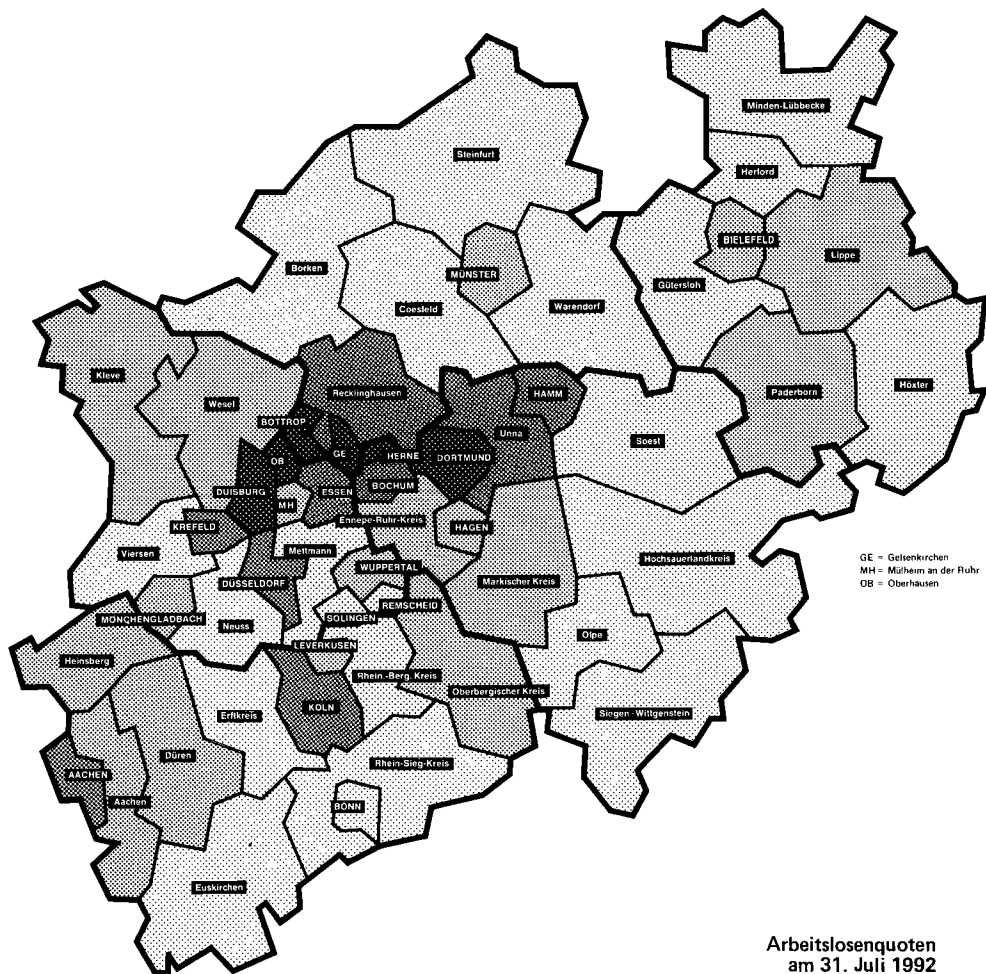 Minden-Lübbecke
Steinfurt
Herford
BIELEFELD
Lippe
Borken
MÜNSTER
Gütersloh
Coesfeld
Warendorf
Kleve
Recklinghausen
HAMM
Paderborn
Höxter
Wesel
BOTTROP
Unna
Soest
GE
HERNE
DORTMUND
OB
BOCHUM
DUISBURG
ESSEN
MH
KREFELD
Ennepe-Ruhr-Kreis
HAGEN
Viersen
Mettmann
Hochsauerlandkreis
WUPPERTAL
DÜSSELDORF
Märkischer Kreis
REMSCHEID
MÖNCHENGLADBACH
SOLINGEN
Neuss
Olpe
LEVERKUSEN
Heinsberg
Rhein.-Berg. Kreis
Oberbergischer Kreis
KÖLN
Erftkreis
Siegen-Wittgenstein
Düren
Rhein-Sieg-Kreis
AACHEN
Aachen
BONN
Euskirchen
GE = Gelsenkirchen
MH = Mülheim an der Ruhr
OB = Oberhausen
Arbeitslosenquoten
am 31. Juli 1992